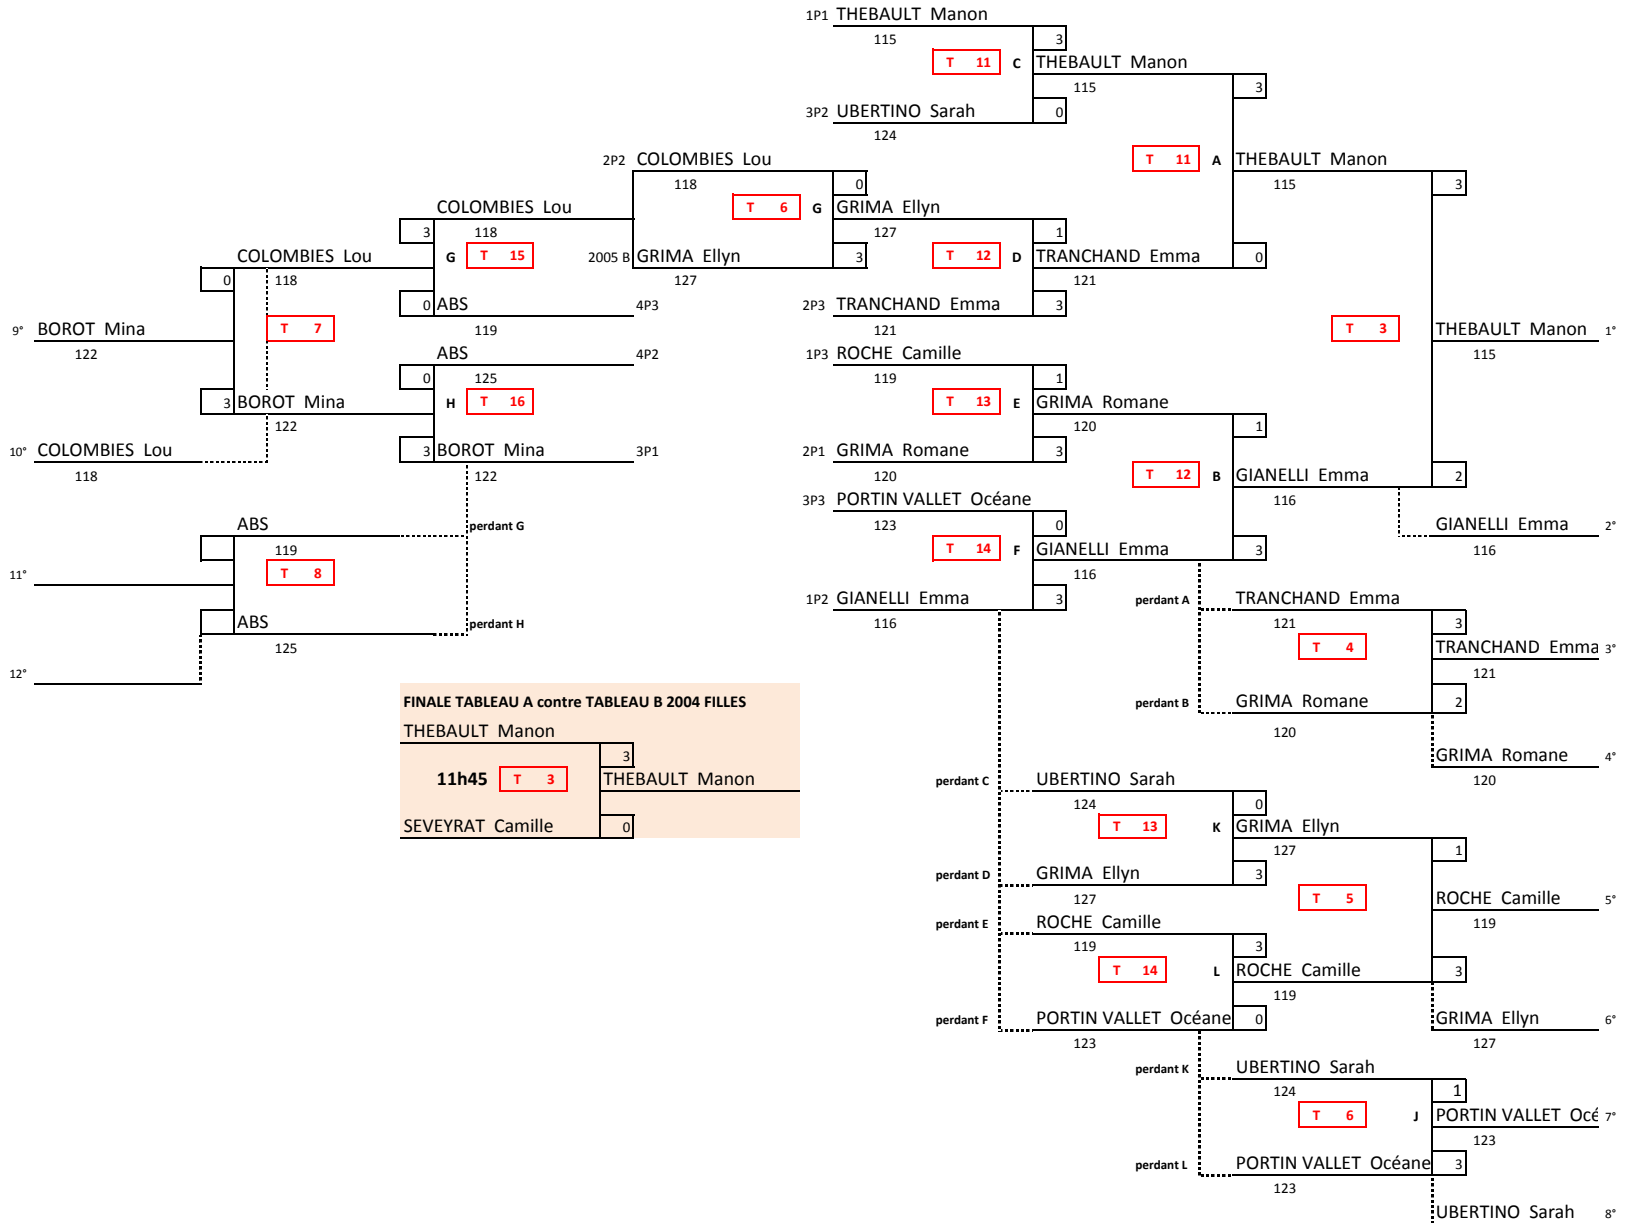 1P1 THEBAULT Manon
115 3
T 11 C THEBAULT Manon
115 3
3P2 UBERTINO Sarah 0
124
2P2 COLOMBIES Lou T 11 A THEBAULT Manon
118 0 115 3
COLOMBIES Lou T 6 G GRIMA Ellyn
3 118 127 1
COLOMBIES Lou G T 15 2005 B GRIMA Ellyn 3 T 12 D TRANCHAND Emma 0
0 118 127 121
0 ABS 4P3 2P3 TRANCHAND Emma 3
9° BOROT Mina T 7 119 121 T 3 THEBAULT Manon 1°
122 ABS 4P2 1P3 ROCHE Camille 115
0 125 119 1
3 BOROT Mina H T 16 T 13 E GRIMA Romane
122 120 1
10° COLOMBIES Lou 3 BOROT Mina 3P1 2P1 GRIMA Romane 3
118 122 120 T 12 B GIANELLI Emma 2
3P3 PORTIN VALLET Océane 116
ABS perdant G 123 0 GIANELLI Emma 2°
119 T 14 F GIANELLI Emma 3 116
11° T 8 116
1P2 GIANELLI Emma 3 perdant A TRANCHAND Emma
ABS perdant H 116 121 3
125 T 4 TRANCHAND Emma 3°
12° 121
FINALE TABLEAU A contre TABLEAU B 2004 FILLES perdant B GRIMA Romane 2
THEBAULT Manon 120
3 GRIMA Romane 4°
11h45 T 3 THEBAULT Manon perdant C UBERTINO Sarah 120
124 0
SEVEYRAT Camille 0 T 13 K GRIMA Ellyn
127 1
perdant D GRIMA Ellyn 3
127 T 5 ROCHE Camille 5°
perdant E ROCHE Camille 119
119 3
T 14 L ROCHE Camille 3
119
perdant F PORTIN VALLET Océane 0 GRIMA Ellyn 6°
123 127
perdant K UBERTINO Sarah
124 1
T 6 J PORTIN VALLET Océ 7°
123
perdant L PORTIN VALLET Océane 3
123
UBERTINO Sarah 8°